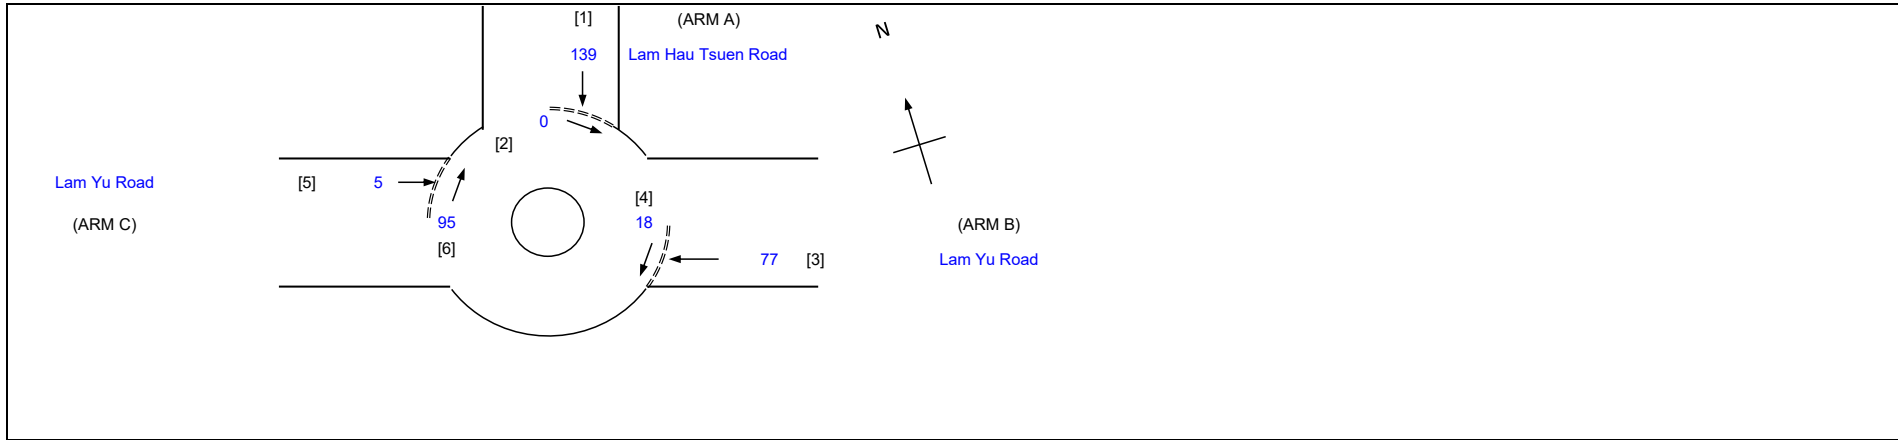 [1] (ARM A)
N
139 Lam Hau Tsuen Road
0
[2]
Lam Yu Road [5] 5
[4]
(ARM C) 95 18 (ARM B)
[6]
77 [3] Lam Yu Road